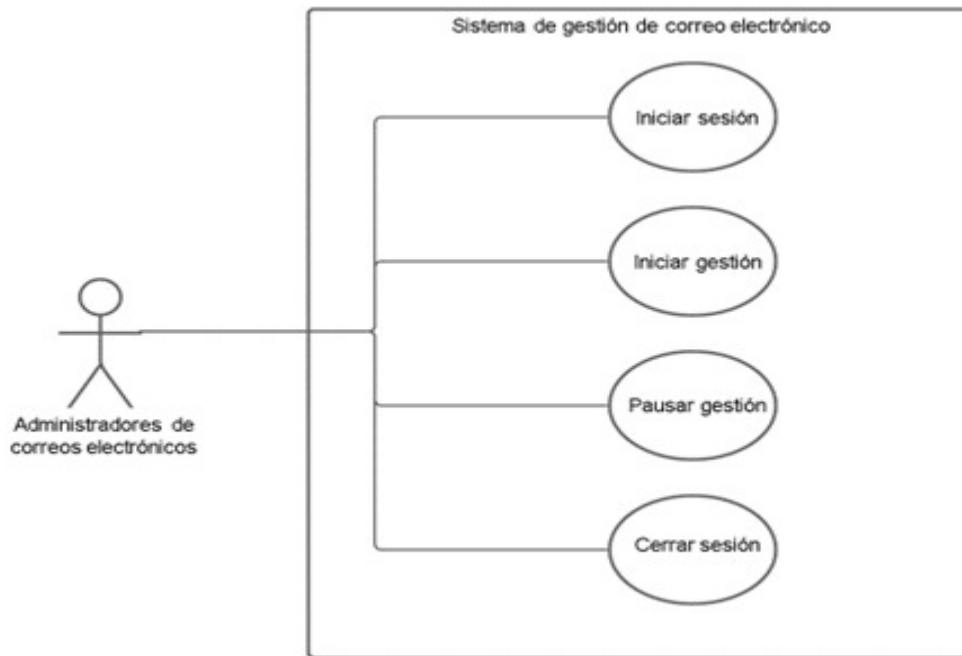 Sistema de gestión de correo electrónico
Iniciar sesión
Iniciar gestión
Pausar gestión
Cerrar sesión
Administradores de
correos electrónicos